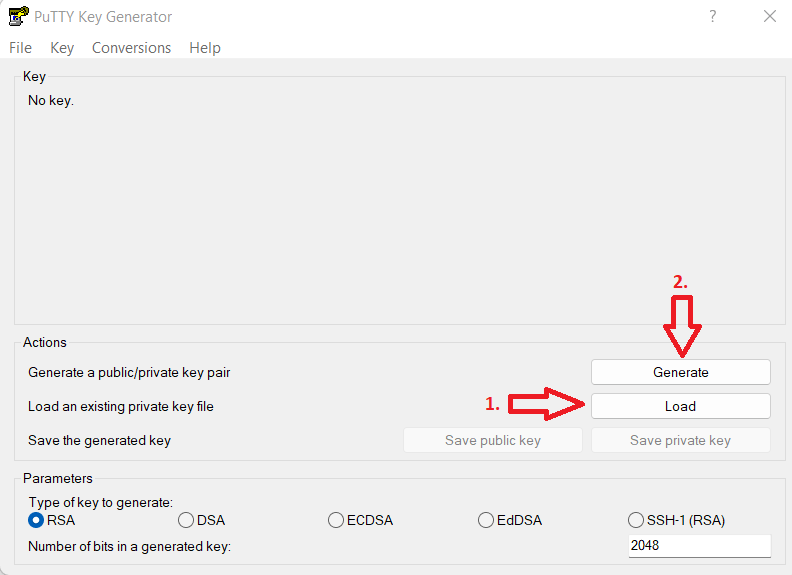 PuTTY Key Generator
?
File Key Conversions Help
Key
No key.
2.
Actions
Generate a public/private key pair
Generate
1.
Load an existing private key file
Load
Save the generated key
Save public key
Save private key
Parameters
Type of key to generate:
RSA DSA ECDSA EdDSA SSH-1 (RSA)
Number of bits in a generated key:
2048